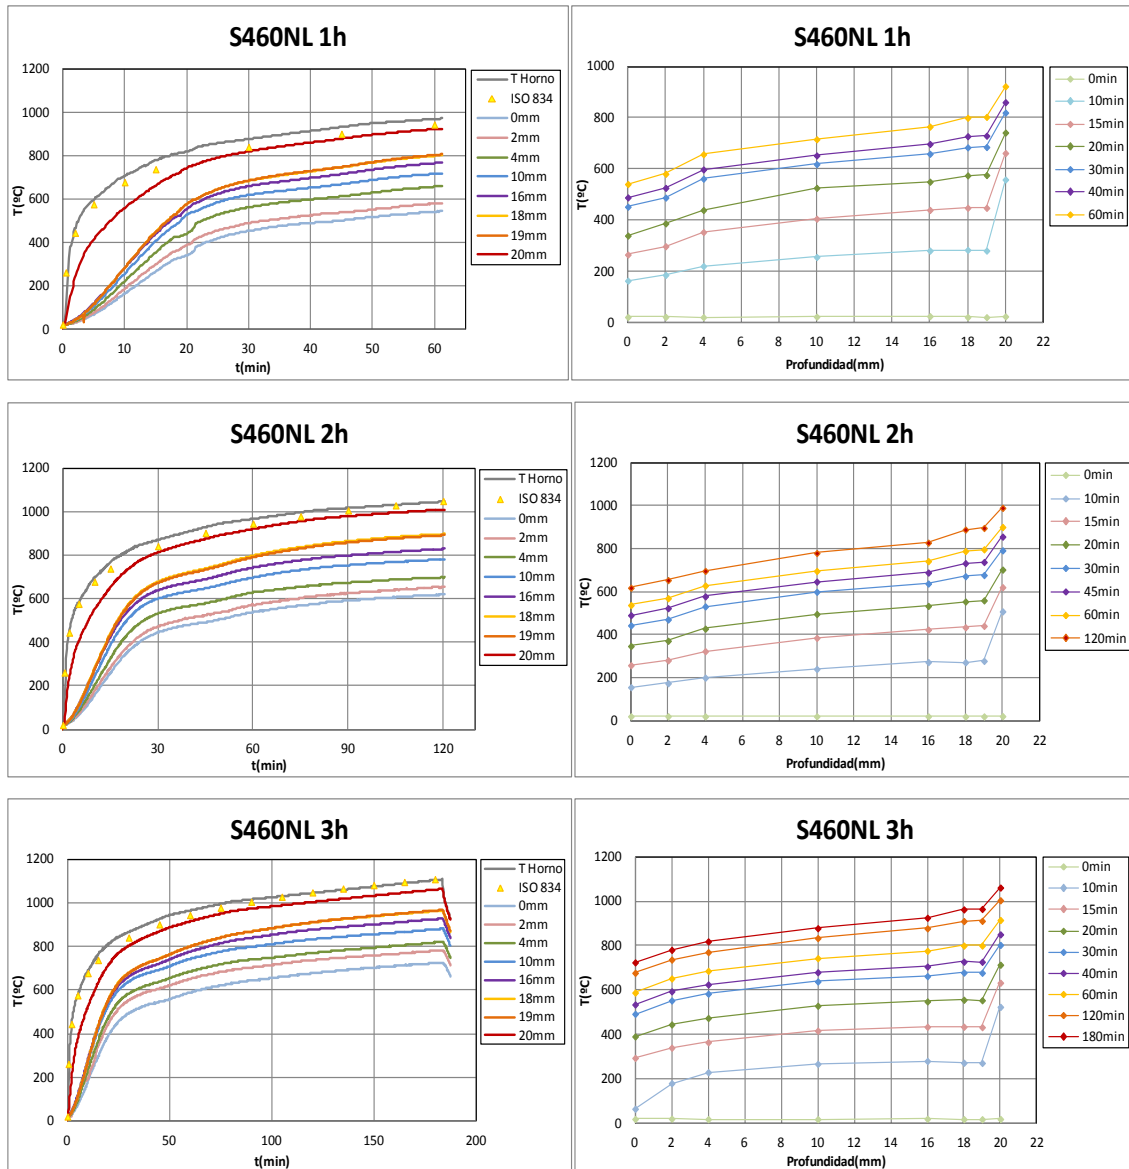 S460NL 1h
1200
1000
800
600
400
200
0
T(ºC)
0 10 20 30 40 50 60
t(min)
T Horno
ISO 834
0mm
2mm
4mm
10mm
16mm
18mm
19mm
20mm
S460NL 1h
1000
800
600
400
200
0
T(ºC)
0 2 4 6 8 10 12 14 16 18 20 22
Profundidad(mm)
0min
10min
15min
20min
30min
40min
60min
S460NL 2h
1200
1000
800
600
400
200
0
T(ºC)
0 30 60 90 120
t(min)
T Horno
ISO 834
0mm
2mm
4mm
10mm
16mm
18mm
19mm
20mm
S460NL 2h
1200
1000
800
600
400
200
0
T(ºC)
0 2 4 6 8 10 12 14 16 18 20 22
Profundidad(mm)
0min
10min
15min
20min
30min
45min
60min
120min
S460NL 3h
1200
1000
800
600
400
200
0
T(ºC)
0 50 100 150 200
t(min)
T Horno
ISO 834
0mm
2mm
4mm
10mm
16mm
18mm
19mm
20mm
S460NL 3h
1200
1000
800
600
400
200
0
T(ºC)
0 2 4 6 8 10 12 14 16 18 20 22
Profundidad(mm)
0min
10min
15min
20min
30min
40min
60min
120min
180min